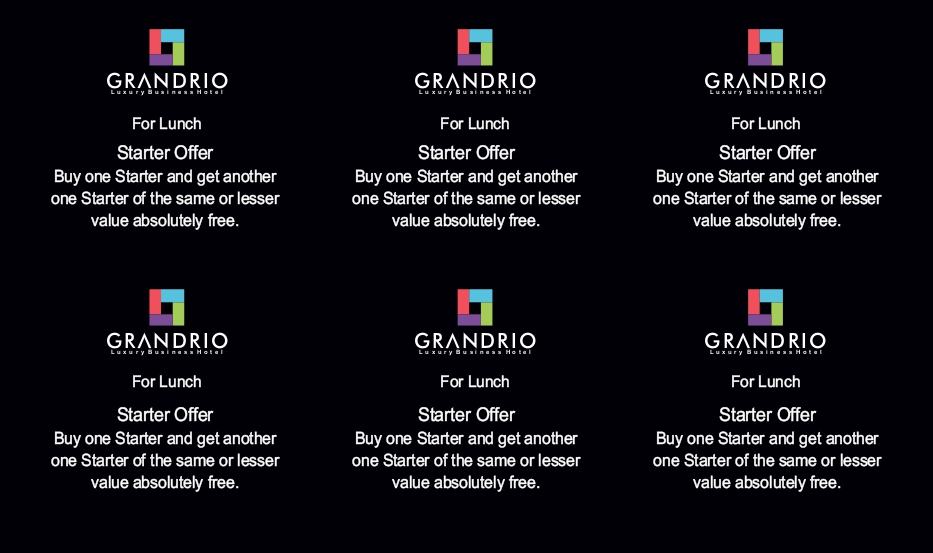 GRANDRIO GRANDRIO GRANDRIO
Luxury Business Hotel Luxury Business Hotel Luxury Business Hotel
For Lunch For Lunch For Lunch
Starter Offer Starter Offer Starter Offer
Buy one Starter and get another Buy one Starter and get another Buy one Starter and get another
one Starter of the same or lesser one Starter of the same or lesser one Starter of the same or lesser
value absolutely free. value absolutely free. value absolutely free.
GRANDRIO GRANDRIO GRANDRIO
Luxury Business Hotel Luxury Business Hotel Luxury Business Hotel
For Lunch For Lunch For Lunch
Starter Offer Starter Offer Starter Offer
Buy one Starter and get another Buy one Starter and get another Buy one Starter and get another
one Starter of the same or lesser one Starter of the same or lesser one Starter of the same or lesser
value absolutely free. value absolutely free. value absolutely free.